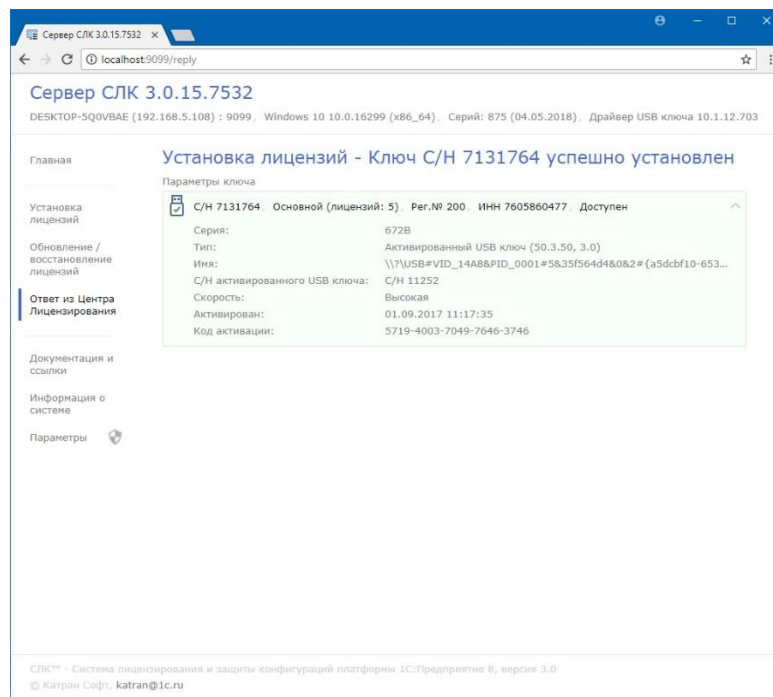 Сервер СЛК 3.0.15.7532
localhost:9099/reply
Сервер СЛК 3.0.15.7532
DESKTOP-5Q0VBAE (192.168.5.108) : 9099, Windows 10 10.0.16299 (x86_64), Серий: 875 (04.05.2018), Драйвер USB ключа 10.1.12.703
Главная
Установка
лицензий
Обновление /
восстановление
лицензий
Ответ из Центра
Лицензирования
Документация и
ссылки
Информация о
системе
Параметры
Установка лицензий - Ключ С/Н 7131764 успешно установлен
Параметры ключа
С/Н 7131764, Основной (лицензий: 5), Рег.№ 200, ИНН 7605860477, Доступен
Серия: 672B
Тип: Активированный USB ключ (50.3.50, 3.0)
Имя: \\?\USB#VID_14A8&PID_0001#5&35f564d4&0&2#{a5dcbf10-653...
С/Н активированного USB ключа: С/Н 11252
Скорость: Высокая
Активирован: 01.09.2017 11:17:35
Код активации: 5719-4003-7049-7646-3746
СЛК™ - Система лицензирования и защиты конфигураций платформы 1С:Предприятие 8, версия 3.0
© Катран Софт, katran@1c.ru